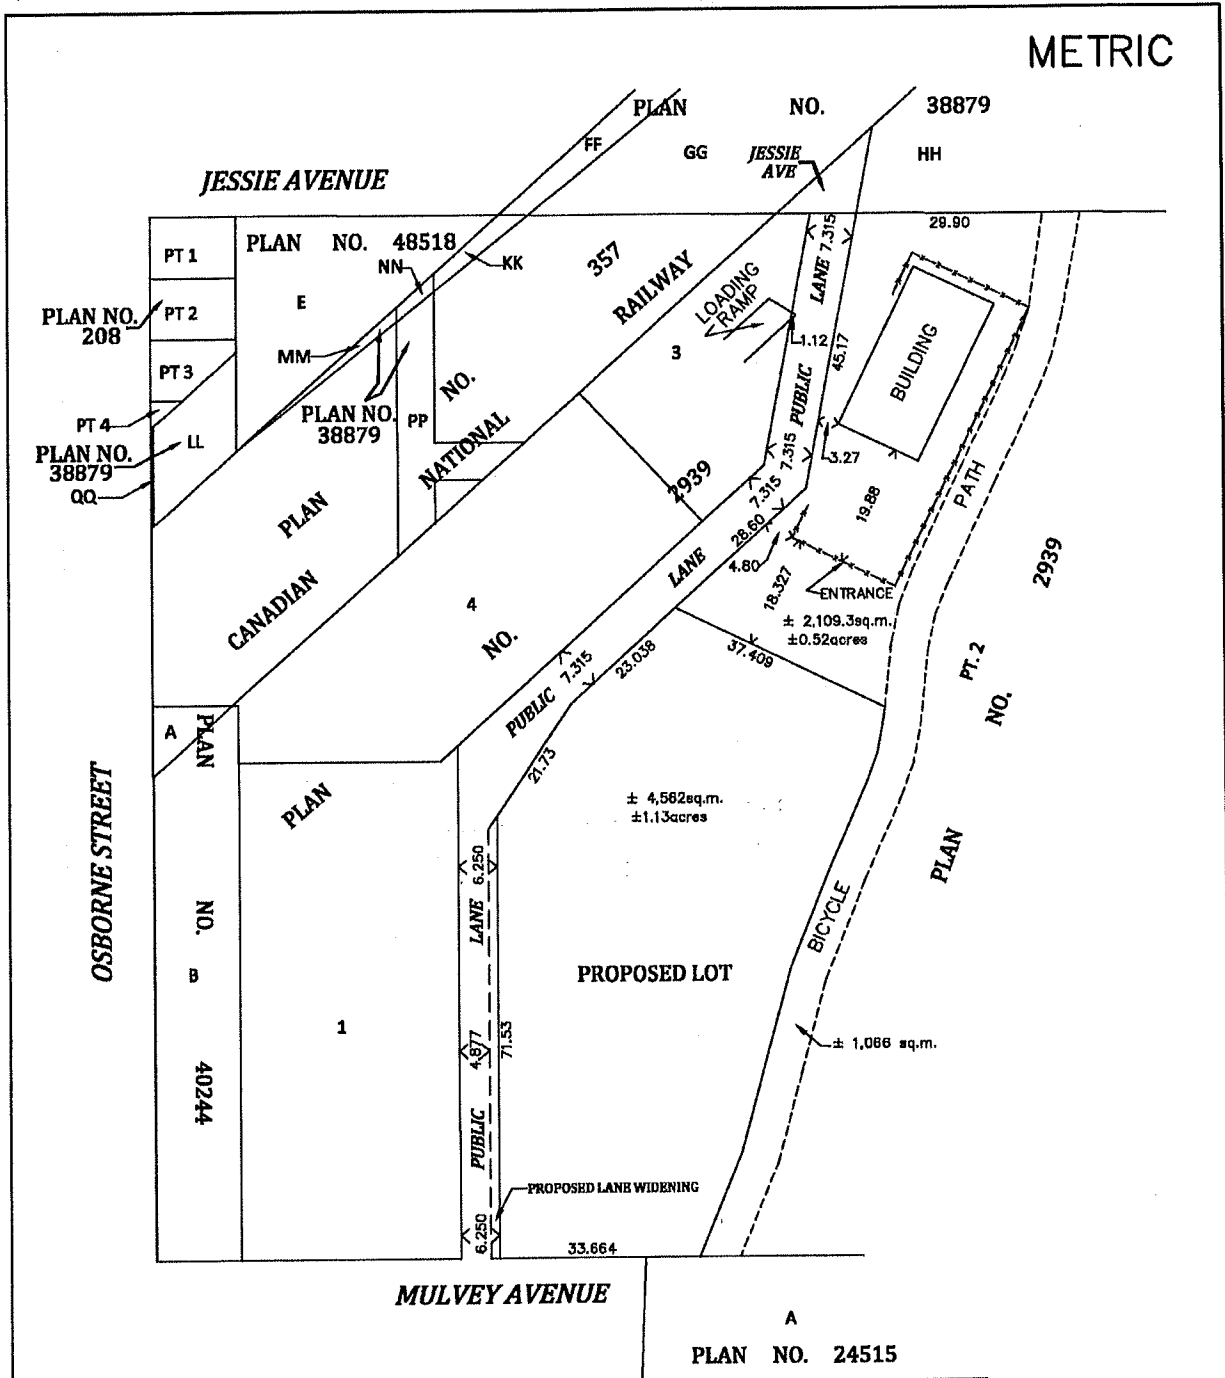 METRIC
PLAN NO. 38879
FF
GG
JESSIE
AVE
HH
JESSIE AVENUE
PT 1
PLAN NO. 48518
NN
KK
357
RAILWAY
LANE
7.315
29.90
PLAN NO.
208
PT 2
E
LOADING
RAMP
MM
3
1.12
45.17
BUILDING
PT 3
PLAN NO.
38879
PT 4
PP
NO.
NATIONAL
PUBLIC
LL
PLAN NO.
38879
QQ
3.27
7.315
7.315
2939
PLAN
28.60
19.88
PATH
4.80
LANE
18.327
ENTRANCE
2939
CANADIAN
4
± 2,109.3sq.m.
±0.52acres
NO.
7.315
23.038
37.409
PT. 2
NO.
PUBLIC
A
PLAN
21.73
PLAN
± 4,562sq.m.
±1.13acres
OSBORNE STREET
6.250
PLAN
NO.
LANE
BICYCLE
B
PROPOSED LOT
1
4.877
71.53
± 1,066 sq.m.
40244
PUBLIC
PROPOSED LANE WIDENING
6.250
33.664
MULVEY AVENUE
A
PLAN NO. 24515